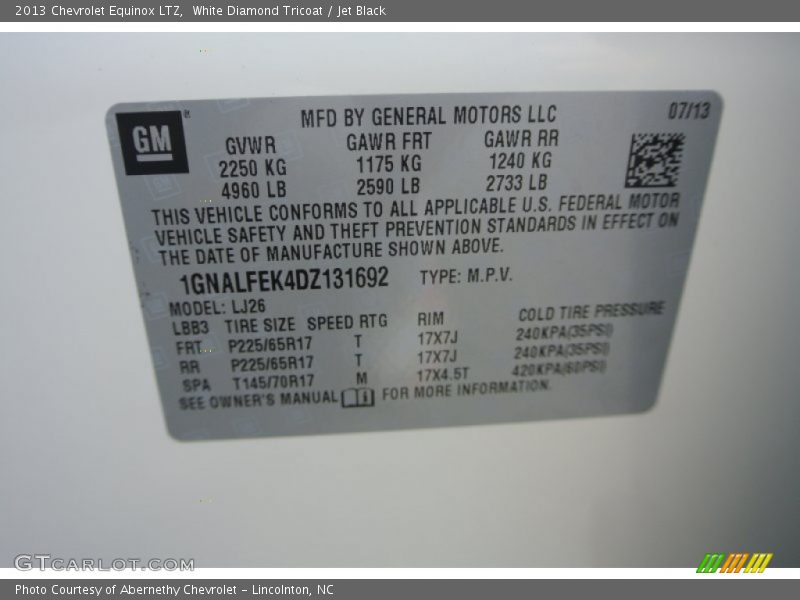 2013 Chevrolet Equinox LTZ, White Diamond Tricoat / Jet Black
GM ®
MFD BY GENERAL MOTORS LLC 07/13
GVWR GAWR FRT GAWR RR
2250 KG 1175 KG 1240 KG
4960 LB 2590 LB 2733 LB
THIS VEHICLE CONFORMS TO ALL APPLICABLE U.S. FEDERAL MOTOR
VEHICLE SAFETY AND THEFT PREVENTION STANDARDS IN EFFECT ON
THE DATE OF MANUFACTURE SHOWN ABOVE.
1GNALFEK4DZ131692 TYPE: M.P.V.
MODEL: LJ26
LBB3 TIRE SIZE SPEED RTG RIM COLD TIRE PRESSURE
FRT P225/65R17 T 17X7J 240KPA(35PSI)
RR P225/65R17 T 17X7J 240KPA(35PSI)
SPA T145/70R17 M 17X4.5T 420KPA(60PSI)
SEE OWNER'S MANUAL FOR MORE INFORMATION.
GTCARLOT.COM
Photo Courtesy of Abernethy Chevrolet – Lincolnton, NC